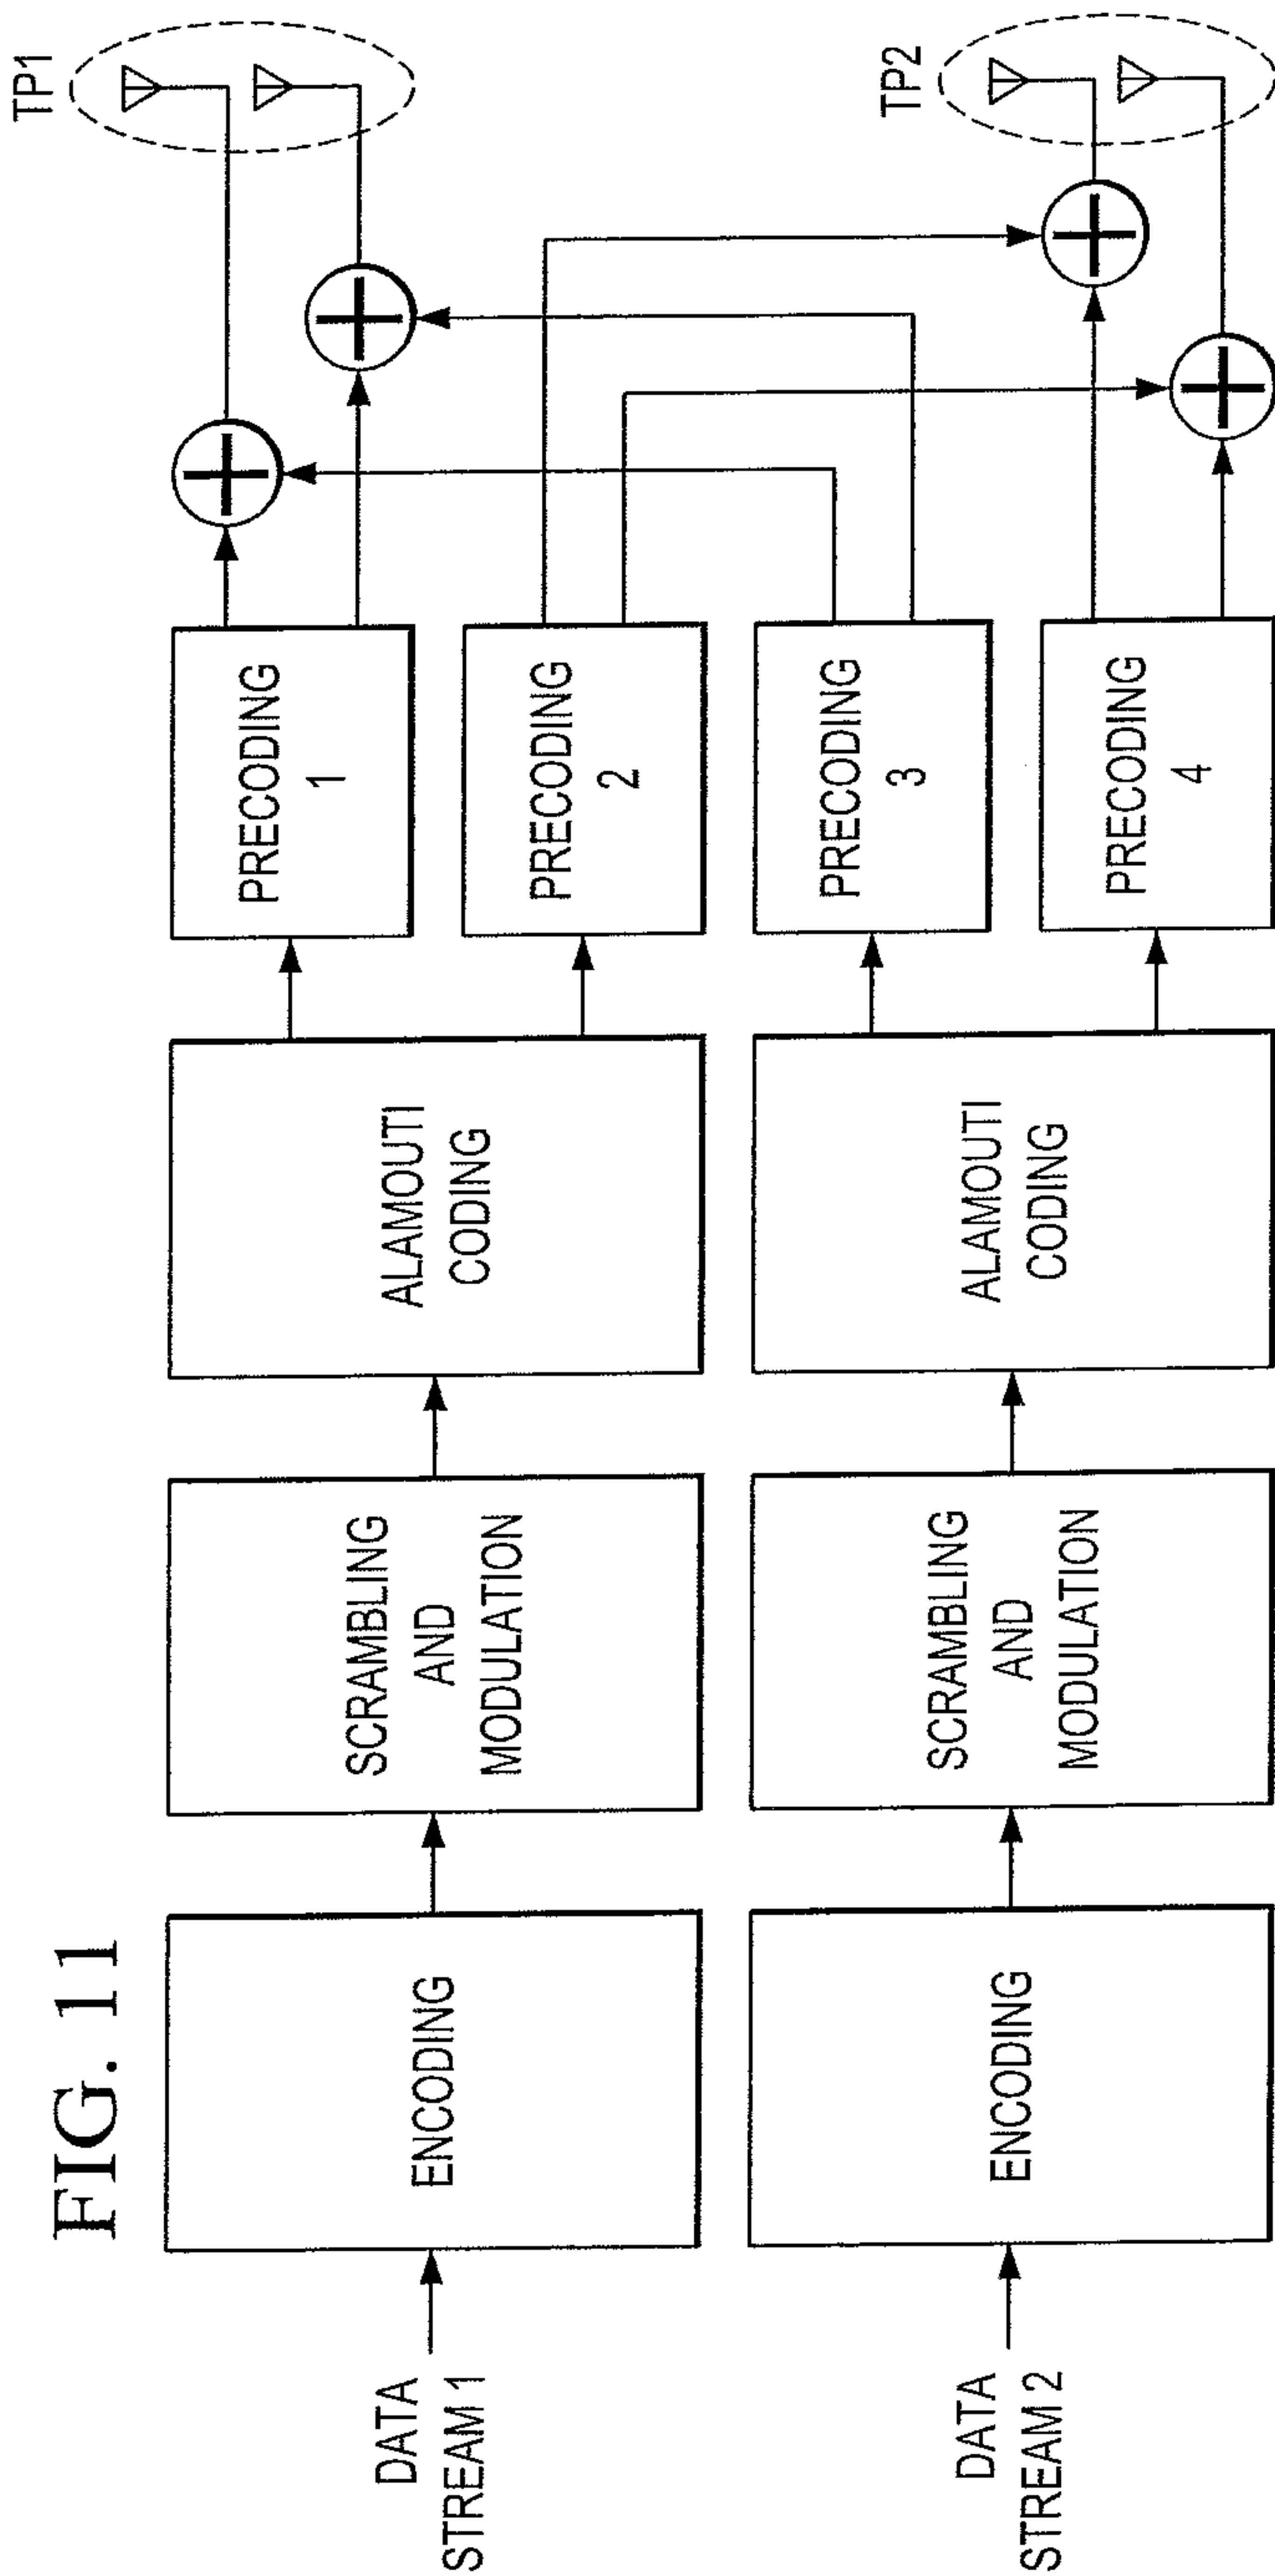 FIG. 11
DATA
STREAM 1
ENCODING
SCRAMBLING
AND
MODULATION
ALAMOUTI
CODING
PRECODING
1
PRECODING
2
TP1
DATA
STREAM 2
ENCODING
SCRAMBLING
AND
MODULATION
ALAMOUTI
CODING
PRECODING
3
PRECODING
4
TP2